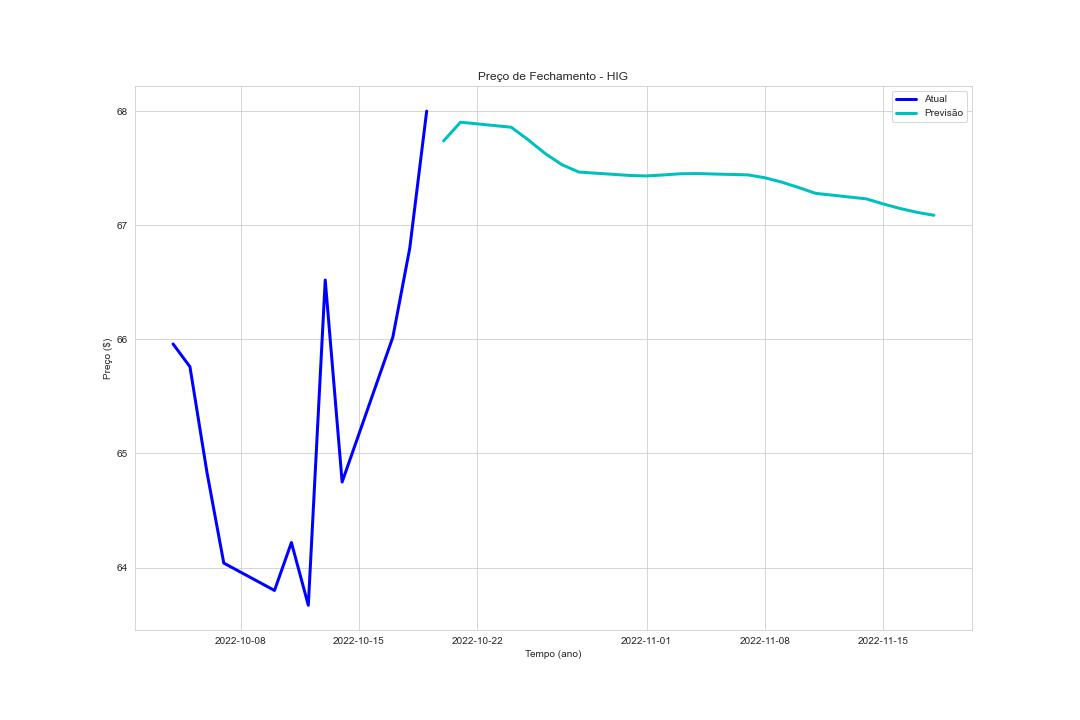 Preço de Fechamento - HIG
Atual
Previsão
68
67
66
65
64
Preço ($)
2022-10-08
2022-10-15
2022-10-22
2022-11-01
2022-11-08
2022-11-15
Tempo (ano)